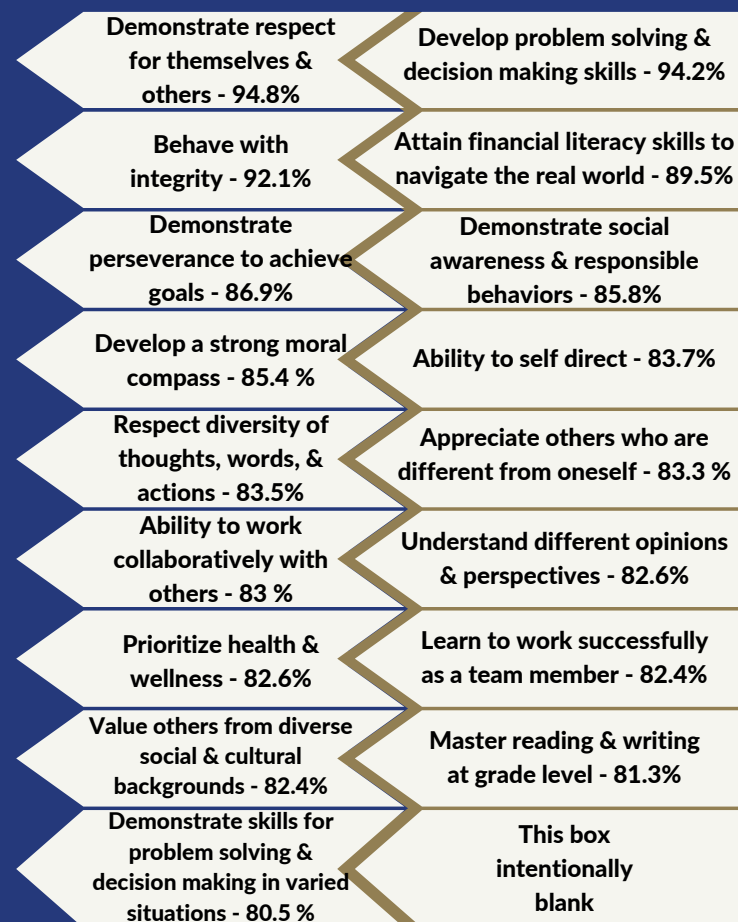 Demonstrate respect
for themselves &
others - 94.8%
Develop problem solving &
decision making skills - 94.2%
Behave with
integrity - 92.1%
Attain financial literacy skills to
navigate the real world - 89.5%
Demonstrate
perseverance to achieve
goals - 86.9%
Demonstrate social
awareness & responsible
behaviors - 85.8%
Develop a strong moral
compass - 85.4 %
Ability to self direct - 83.7%
Respect diversity of
thoughts, words, &
actions - 83.5%
Appreciate others who are
different from oneself - 83.3 %
Ability to work
collaboratively with
others - 83 %
Understand different opinions
& perspectives - 82.6%
Prioritize health &
wellness - 82.6%
Learn to work successfully
as a team member - 82.4%
Value others from diverse
social & cultural
backgrounds - 82.4%
Master reading & writing
at grade level - 81.3%
Demonstrate skills for
problem solving &
decision making in varied
situations - 80.5 %
This box
intentionally
blank